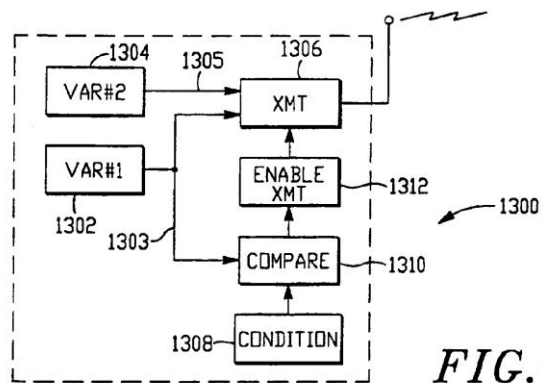 1304
1305
1306
VAR#2
XMT
VAR#1
ENABLE
XMT
1312
1302
1303
1300
COMPARE
1310
1308
CONDITION
FIG.